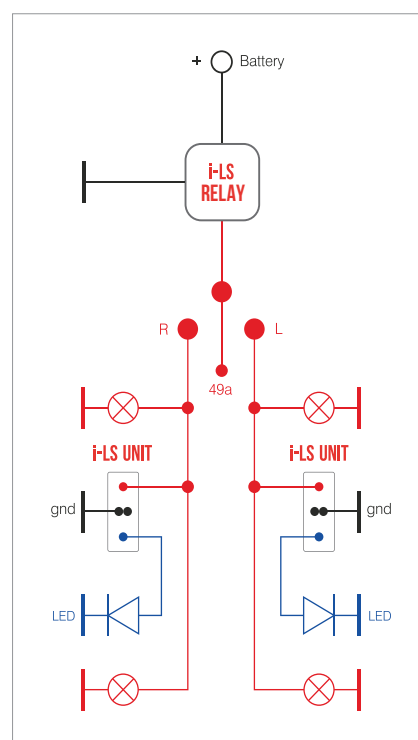 + Battery
i-LS
RELAY
R
L
49a
i-LS UNIT
i-LS UNIT
gnd
gnd
LED
LED